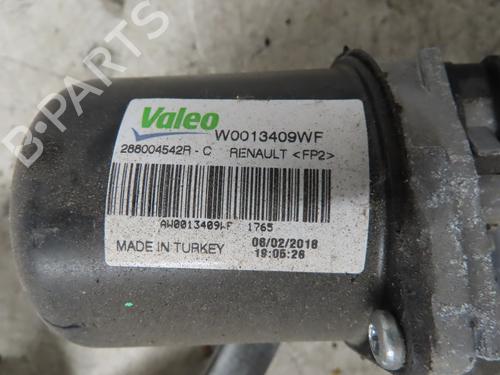 Valeo W0013409WF
288004542R - C RENAULT <FP2>
AW0013409WF 1765
MADE IN TURKEY 06/02/2018
19:05:26
B-PARTS